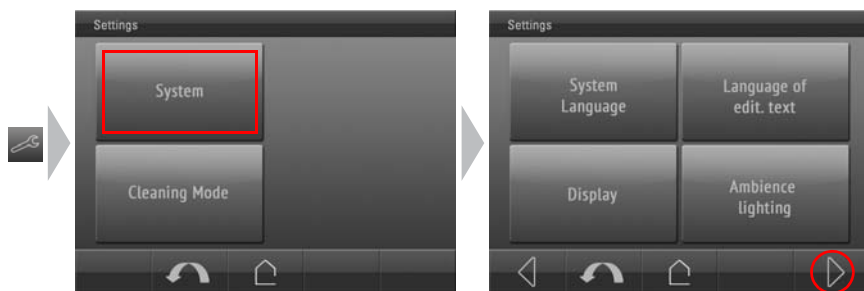 Settings
System
Cleaning Mode
Settings
System
Language
Language of
edit. text
Display
Ambience
lighting